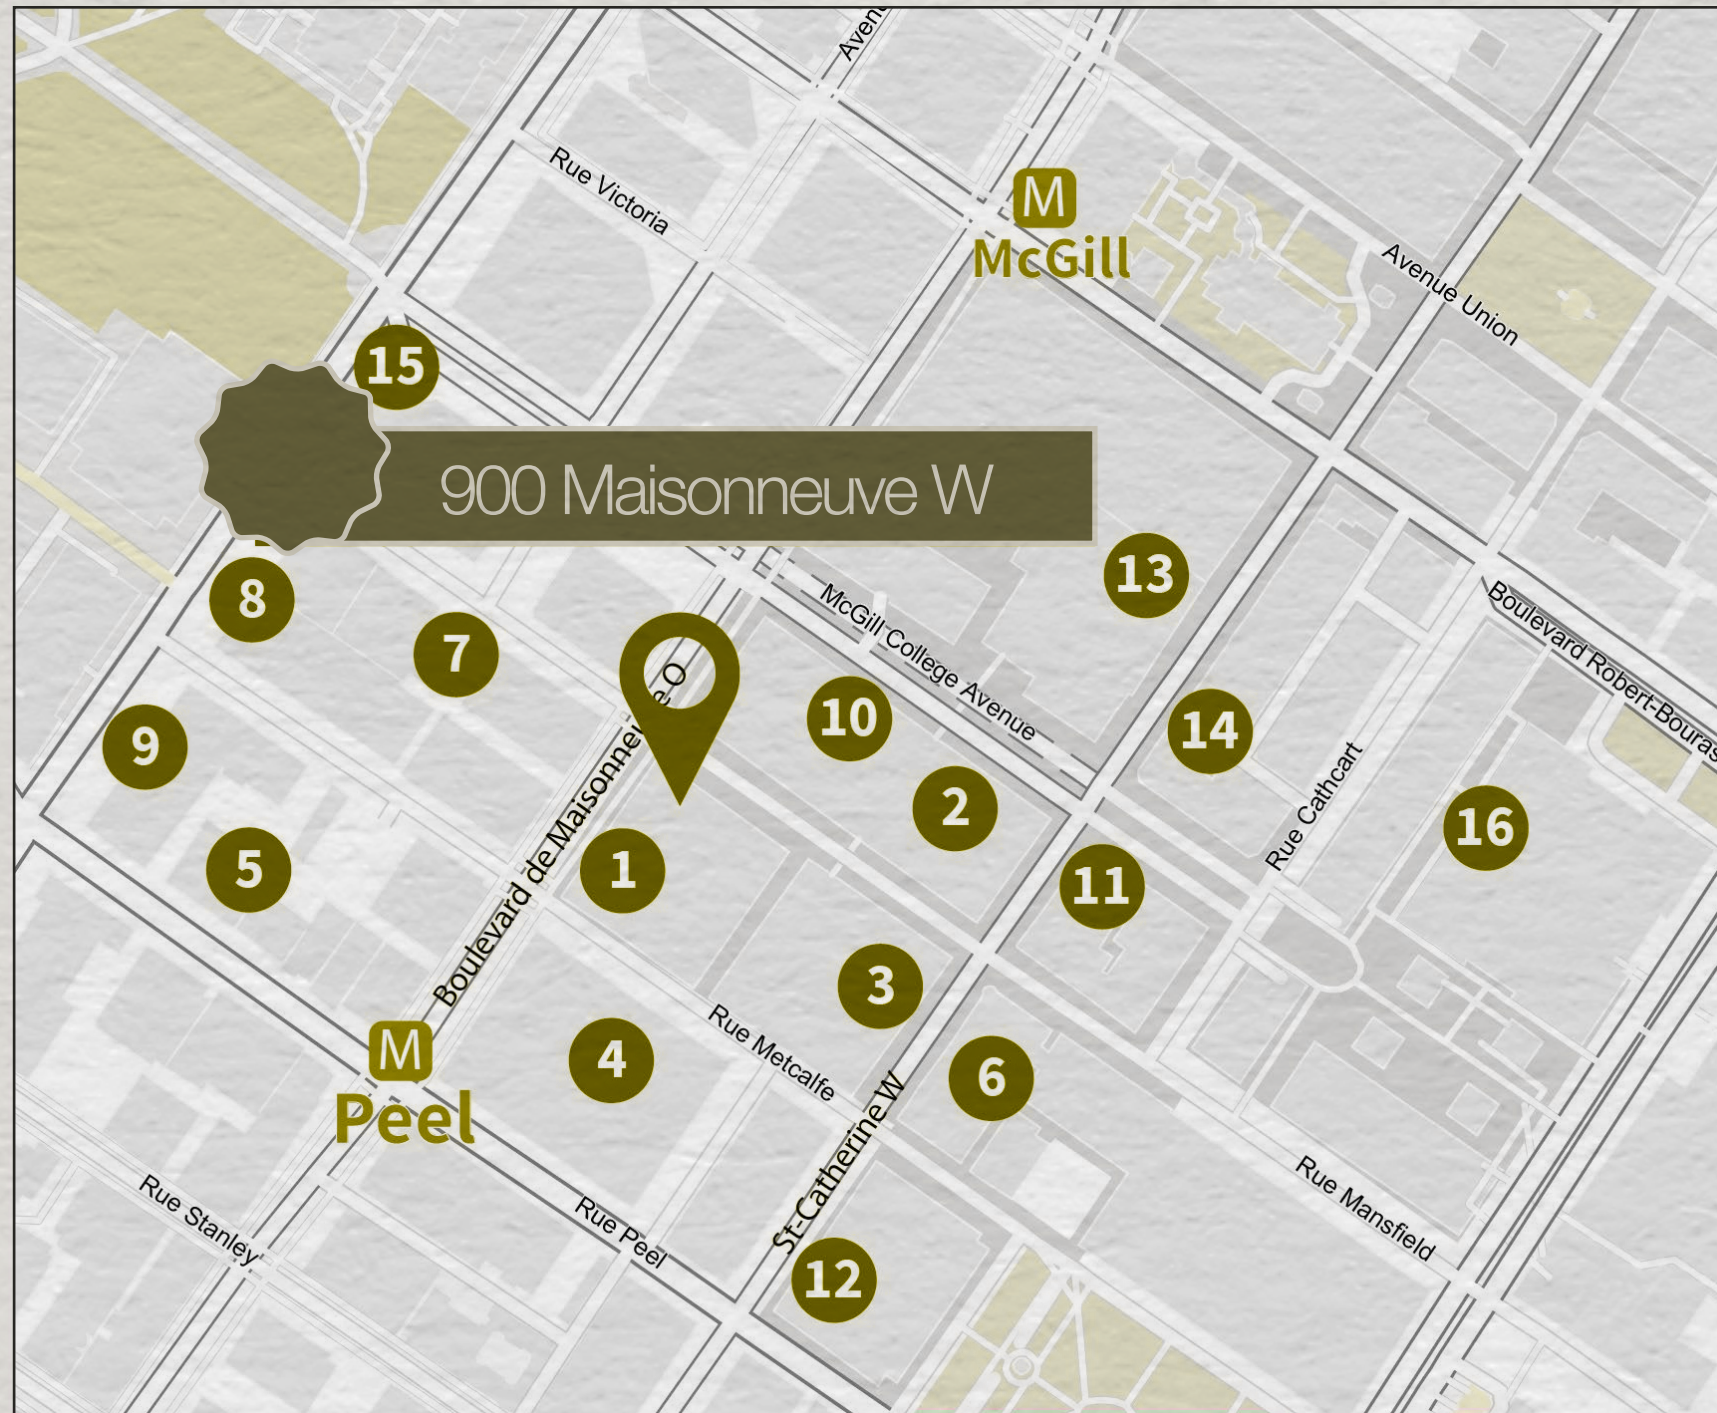 Aven
Rue Victoria
M
McGill
Avenue Union
15
900 Maisonneuve W
8
7
McGill College Avenue
13
Boulevard Robert-Bouras
9
10
14
2
Rue Cathcart
16
5
1
11
Boulevard de Maisonneuve O
3
M
Peel
4
Rue Metcalfe
6
St-Catherine W
Rue Stanley
Rue Peel
Rue Mansfield
12